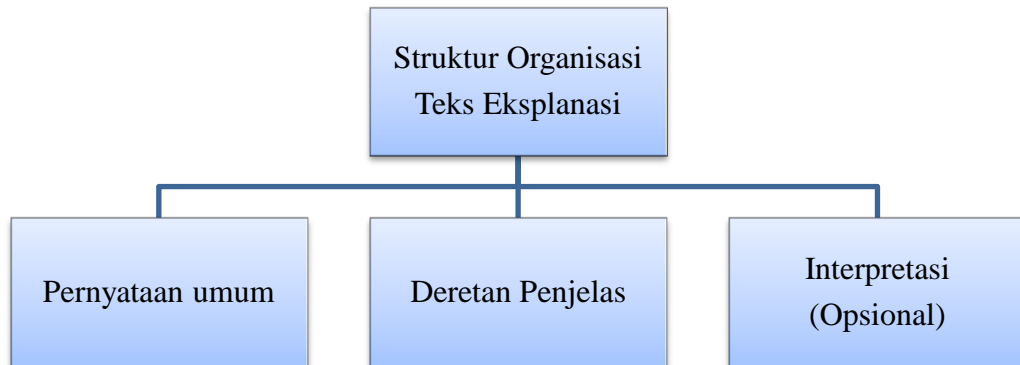 Struktur Organisasi
Teks Eksplanasi
Pernyataan umum
Deretan Penjelas
Interpretasi
(Opsional)